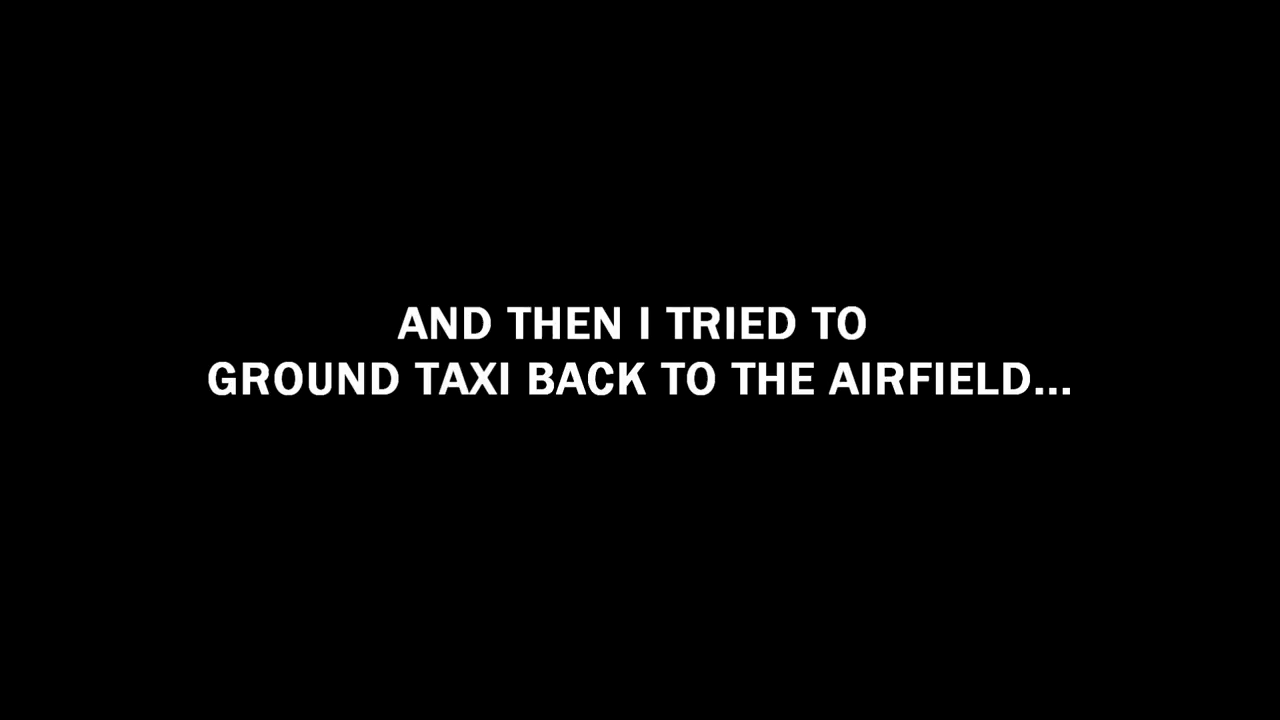 AND THEN I TRIED TO
GROUND TAXI BACK TO THE AIRFIELD...